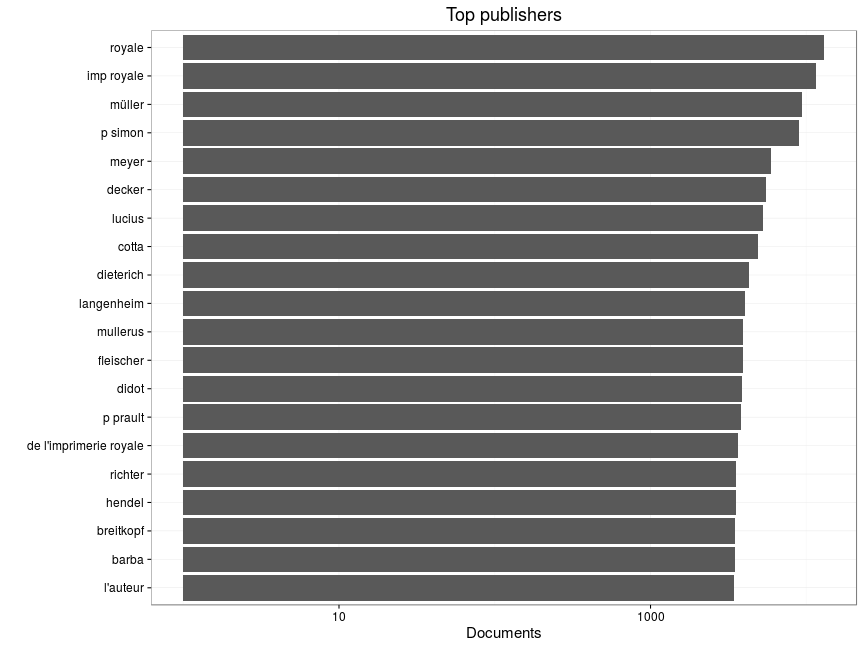 Top publishers
royale
imp royale
müller
p simon
meyer
decker
lucius
cotta
dieterich
langenheim
mullerus
fleischer
didot
p prault
de l'imprimerie royale
richter
hendel
breitkopf
barba
l'auteur
10 1000
Documents